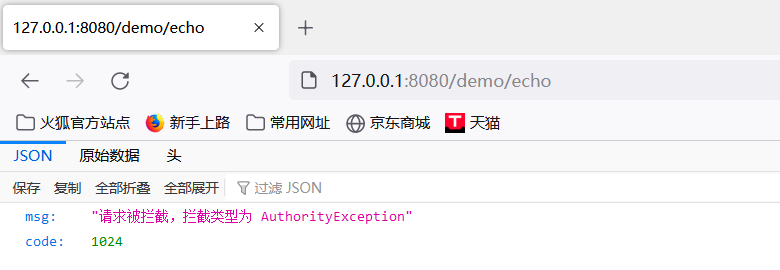 127.0.0.1:8080/demo/echo
127.0.0.1:8080/demo/echo
火狐官方站点 新手上路 常用网址 京东商城 T 天猫
JSON 原始数据 头
保存 复制 全部折叠 全部展开 过滤 JSON
msg: "请求被拦截，拦截类型为 AuthorityException"
code: 1024